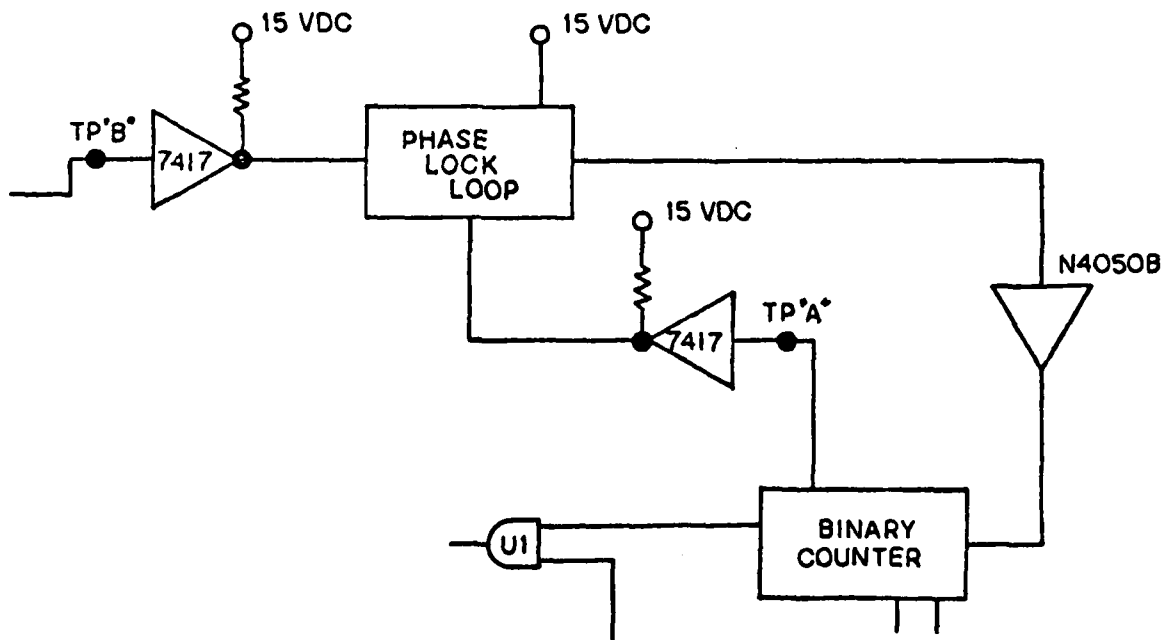 15 VDC
15 VDC
TP"B"
7417
PHASE
LOCK
LOOP
15 VDC
N4050B
TP"A"
7417
U1
BINARY
COUNTER